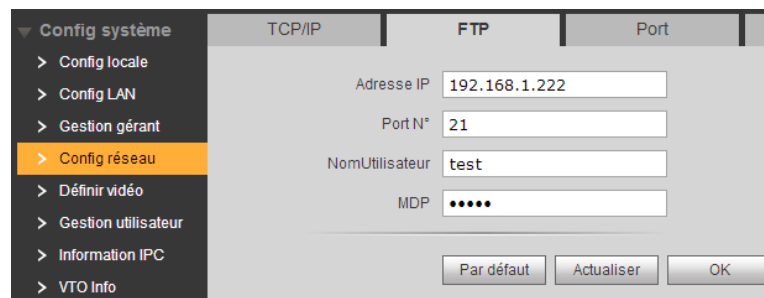 Config système
Config locale
Config LAN
Gestion gérant
Config réseau
Définir vidéo
Gestion utilisateur
Information IPC
VTO Info
TCP/IP FTP Port
Adresse IP 192.168.1.222
Port N° 21
NomUtilisateur test
MDP •••••
Par défaut Actualiser OK